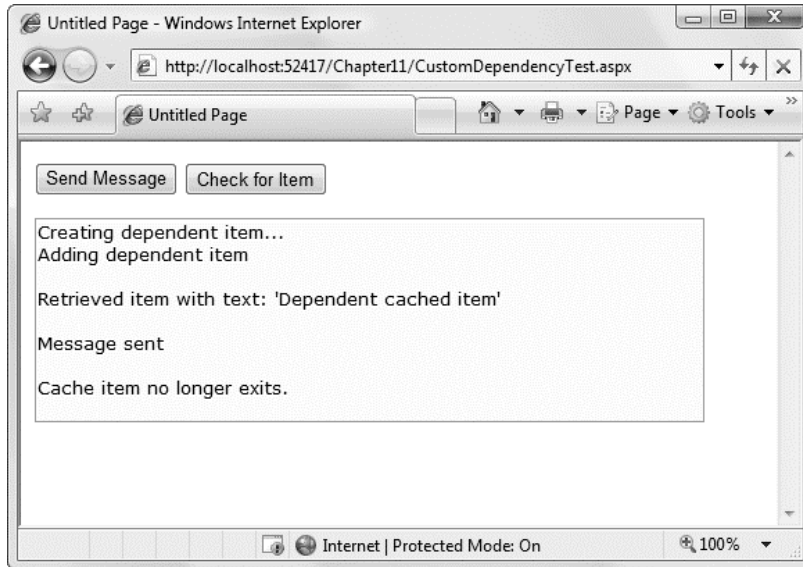 Untitled Page - Windows Internet Explorer
http://localhost:52417/Chapter11/CustomDependencyTest.aspx
Untitled Page
Page
Tools
Send Message
Check for Item
Creating dependent item...
Adding dependent item
Retrieved item with text: 'Dependent cached item'
Message sent
Cache item no longer exits.
Internet | Protected Mode: On
100%